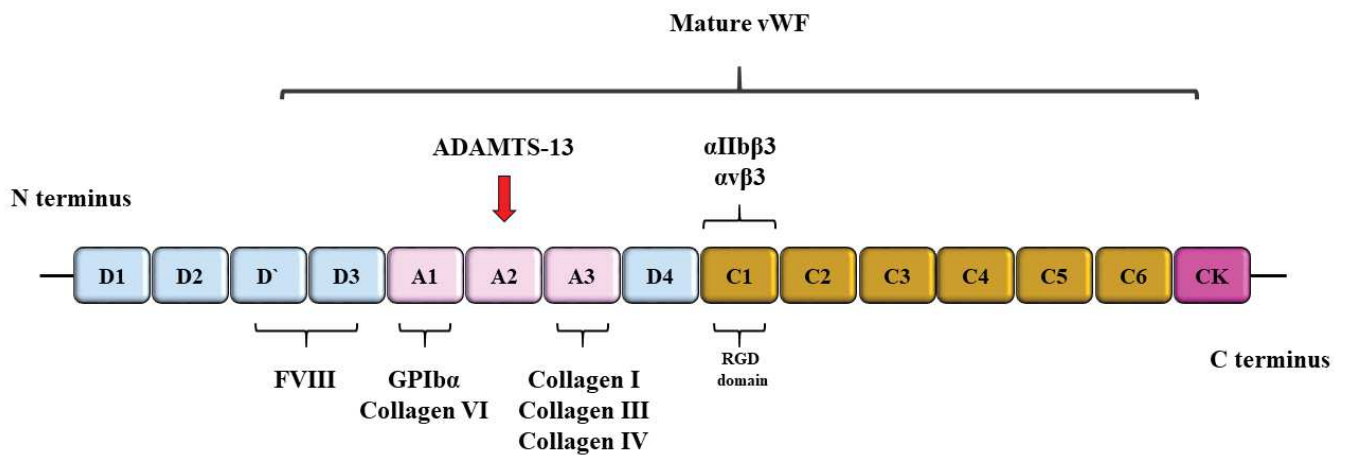 Mature vWF
ADAMTS-13
αIIbβ3
αvβ3
N terminus
D1 D2 D` D3 A1 A2 A3 D4 C1 C2 C3 C4 C5 C6 CK
FVIII
GPIbα
Collagen VI
Collagen I
Collagen III
Collagen IV
RGD
domain
C terminus